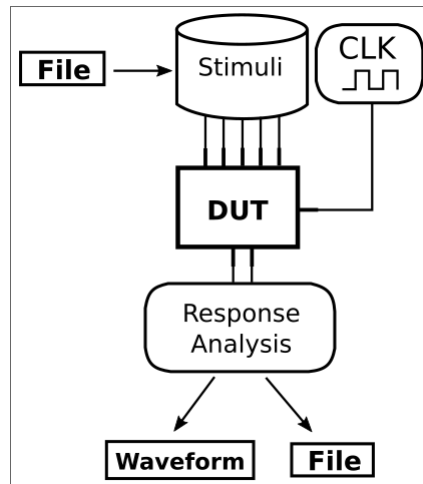 File
Stimuli
CLK
DUT
Response
Analysis
Waveform
File